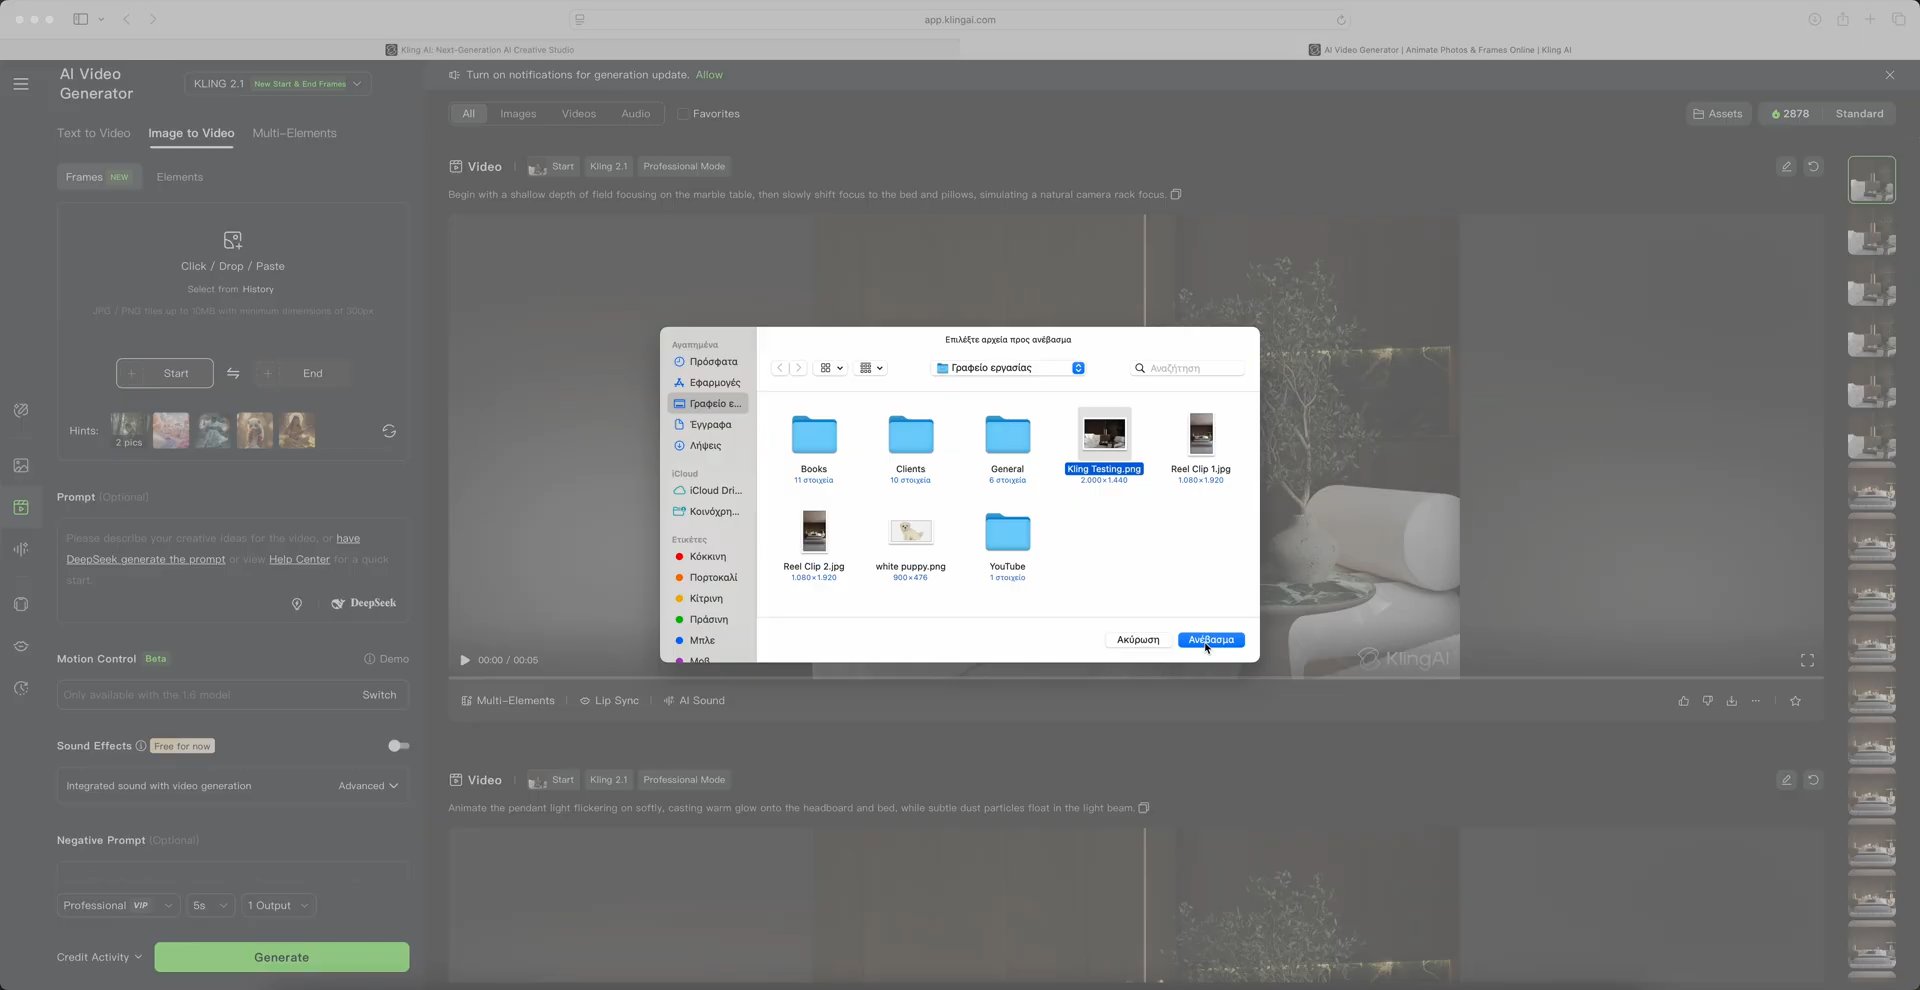 app.klingai.com
Kling AI: Next-Generation AI Creative Studio
AI Video Generator | Animate Photos & Frames Online | Kling AI
AI Video Generator
KLING 2.1 New Start & End Frames
Turn on notifications for generation update. Allow
Text to Video Image to Video Multi-Elements
Frames NEW Elements
Click / Drop / Paste
Select from History
JPG / PNG files up to 10MB with minimum dimensions of 300px
+ Start + End
Hints: 2 pics
Prompt (Optional)
Please describe your creative ideas for the video, or have
DeepSeek generate the prompt or view Help Center for a quick
start.
DeepSeek
Motion Control Beta Demo
Only available with the 1.6 model Switch
Sound Effects Free for now
Integrated sound with video generation Advanced
Negative Prompt (Optional)
Professional VIP 5s 1 Output
Credit Activity Generate
All Images Videos Audio Favorites
Assets 2878 Standard
Video Start Kling 2.1 Professional Mode
Begin with a shallow depth of field focusing on the marble table, then slowly shift focus to the bed and pillows, simulating a natural camera rack focus.
00:00 / 00:05
KlingAI
Multi-Elements Lip Sync AI Sound
Video Start Kling 2.1 Professional Mode
Animate the pendant light flickering on softly, casting warm glow onto the headboard and bed, while subtle dust particles float in the light beam.
Επιλέξτε αρχεία προς ανέβασμα
Αγαπημένα
Πρόσφατα
Εφαρμογές
Γραφείο ε...
Έγγραφα
Λήψεις
iCloud
iCloud Dri...
Κοινόχρη...
Ετικέτες
Κόκκινη
Πορτοκαλί
Κίτρινη
Πράσινη
Μπλε
Μοβ
Γραφείο εργασίας
Αναζήτηση
Books
11 στοιχεία
Clients
10 στοιχεία
General
6 στοιχεία
Kling Testing.png
2.000×1.440
Reel Clip 1.jpg
1.080×1.920
Reel Clip 2.jpg
1.080×1.920
white puppy.png
900×476
YouTube
1 στοιχείο
Ακύρωση Ανέβασμα